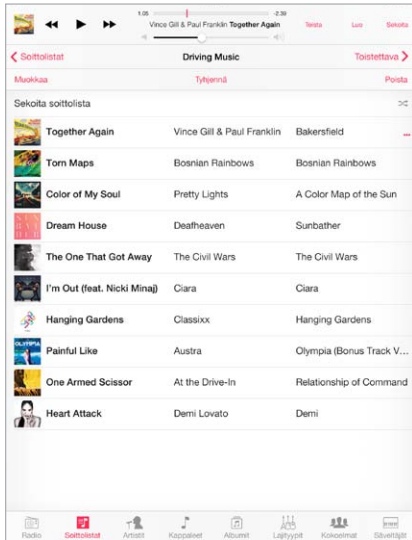 1.05 -2.39
Vince Gill & Paul Franklin Together Again Toista Luo Sekoita
Soittolistat Driving Music Toistettava
Muokkaa Tyhjennä Poista
Sekoita soittolista
Together Again Vince Gill & Paul Franklin Bakersfield
Torn Maps Bosnian Rainbows Bosnian Rainbows
Color of My Soul Pretty Lights A Color Map of the Sun
Dream House Deafheaven Sunbather
The One That Got Away The Civil Wars The Civil Wars
I'm Out (feat. Nicki Minaj) Ciara Ciara
Hanging Gardens Classixx Hanging Gardens
OLYMPIA
Painful Like Austra Olympia (Bonus Track V...
One Armed Scissor At the Drive-In Relationship of Command
Heart Attack Demi Lovato Demi
Radio Soittolistat Artistit Kappaleet Albumit Lajityypit Kokoelmat Säveltäjät